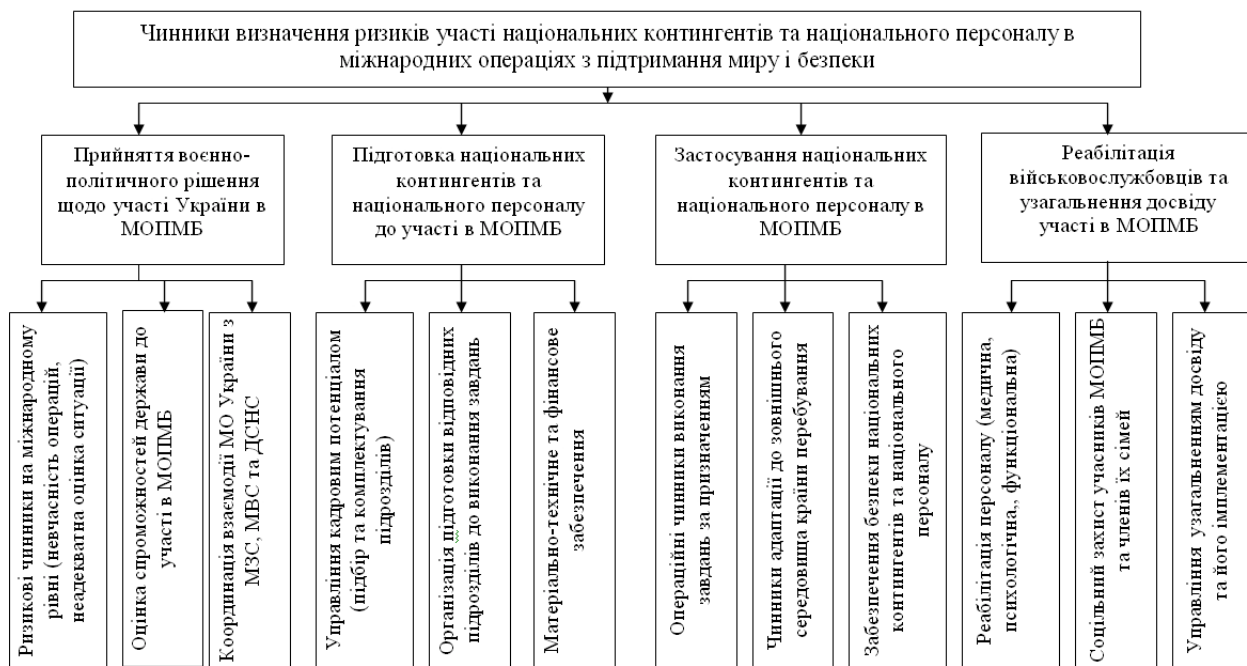 Чинники визначення ризиків участі національних контингентів та національного персоналу в
міжнародних операціях з підтримання миру і безпеки
Прийняття воєнно-
політичного рішення
щодо участі України в
МОПМБ
Підготовка національних
контингентів та
національного персоналу
до участі в МОПМБ
Застосування національних
контингентів та
національного персоналу в
МОПМБ
Реабілітація
військовослужбовців та
узагальнення досвіду
участі в МОПМБ
Ризикові чинники на міжнародному
рівні (невчасність операцій,
неадекватна оцінка ситуації)
Оцінка спроможностей держави до
участі в МОПМБ
Координація взаємодії МО України з
МЗС, МВС та ДСНС
Управління кадровим потенціалом
(підбір та комплектування
підрозділів)
Організація підготовки відповідних
підрозділів до виконання завдань
Матеріально-технічне та фінансове
забезпечення
Операційні чинники виконання
завдань за призначенням
Чинники адаптації до зовнішнього
середовища країни перебування
Забезпечення безпеки національних
контингентів та національного
персоналу
Реабілітація персоналу (медична,
психологічна,, функціональна)
Соцільний захист учасників МОПМБ
та членів їх сімей
Управління узагальненням досвіду
та його імплементацією